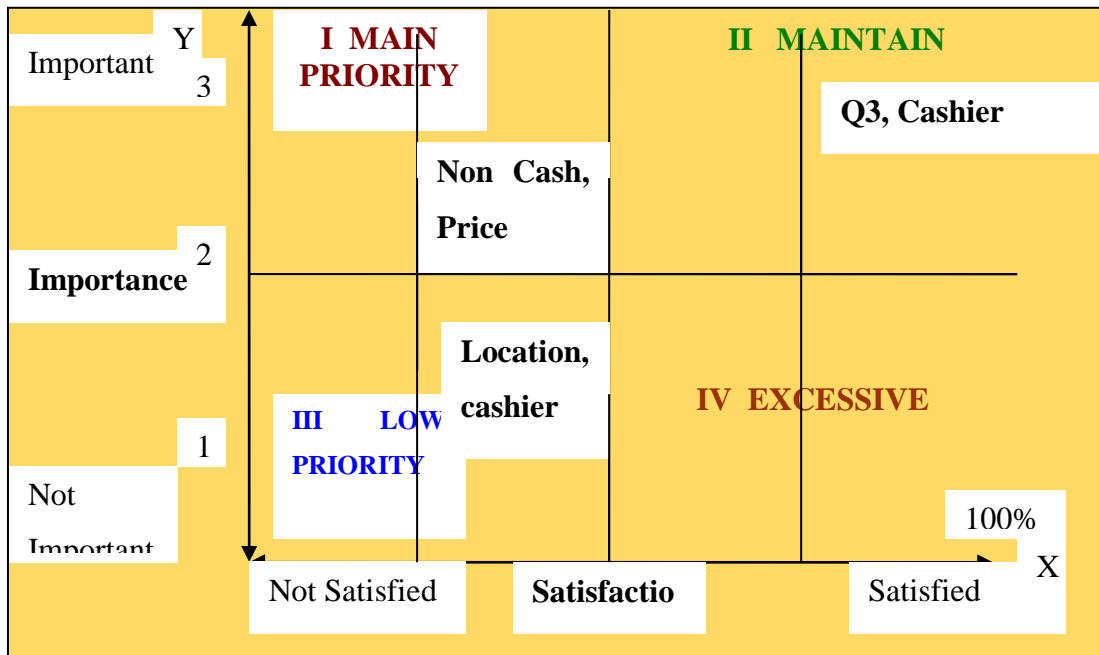 Y
I MAIN
PRIORITY
II MAINTAIN
Important
3
Q3, Cashier
Non Cash,
Price
2
Importance
Location,
cashier
IV EXCESSIVE
III LOW
PRIORITY
1
Not
Important
100%
X
Not Satisfied
Satisfactio
Satisfied